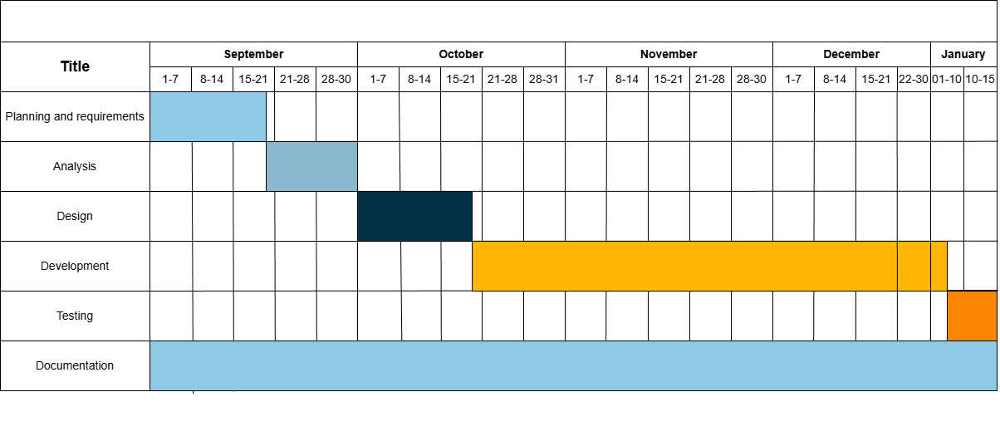 Title
September October November December January
1-7 8-14 15-21 21-28 28-30 1-7 8-14 15-21 21-28 28-31 1-7 8-14 15-21 21-28 28-30 1-7 8-14 15-21 22-30 01-10 10-15
Planning and requirements
Analysis
Design
Development
Testing
Documentation